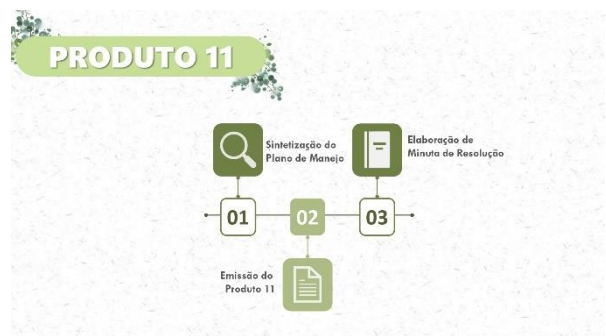 PRODUTO 11
Sintetização do
Plano de Manejo
Elaboração de
Minuta de Resolução
01
02
03
Emissão do
Produto 11